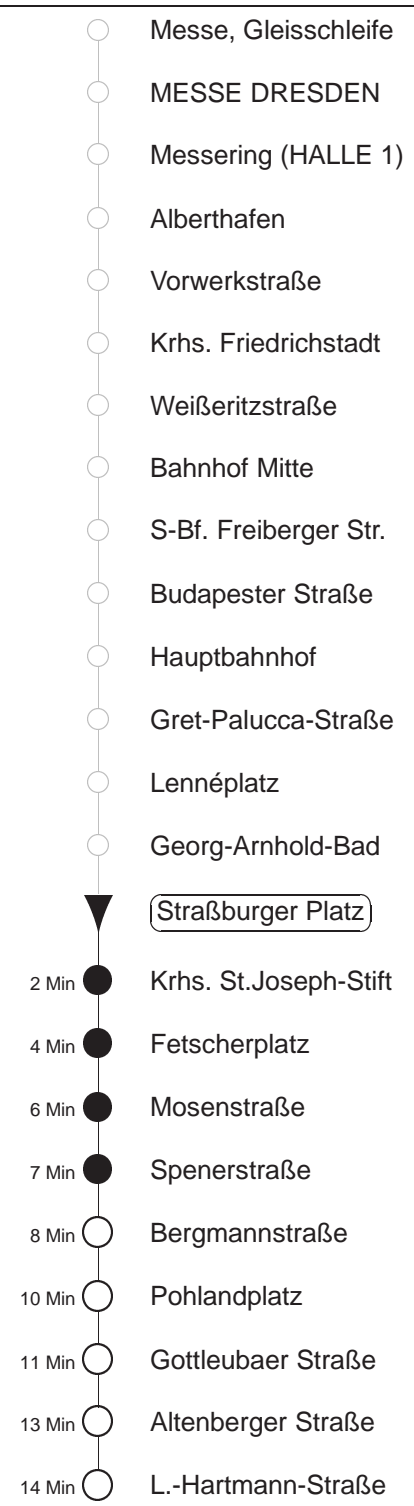 Messe, Gleisschleife
MESSE DRESDEN
Messering (HALLE 1)
Alberthafen
Vorwerkstraße
Krhs. Friedrichstadt
Weißeritzstraße
Bahnhof Mitte
S-Bf. Freiberger Str.
Budapester Straße
Hauptbahnhof
Gret-Palucca-Straße
Lennéplatz
Georg-Arnhold-Bad
Straßburger Platz
2 Min Krhs. St.Joseph-Stift
4 Min Fetscherplatz
6 Min Mosenstraße
7 Min Spenerstraße
8 Min Bergmannstraße
10 Min Pohlandplatz
11 Min Gottleubaer Straße
13 Min Altenberger Straße
14 Min L.-Hartmann-Straße